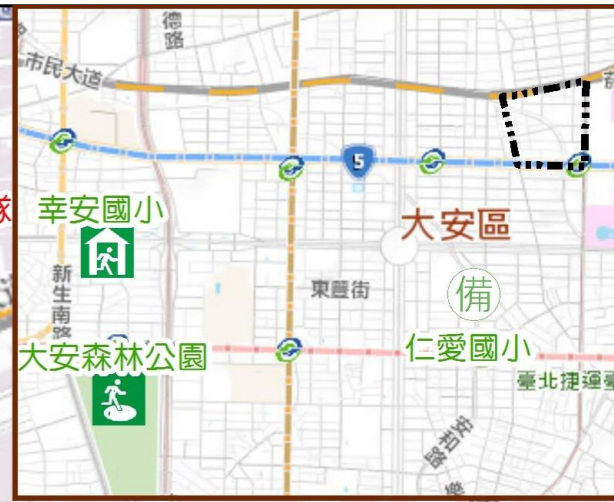 德路
市民大道
5
隊
幸安國小
大安區
新生南路
東豐街
備
大安森林公園
仁愛國小
臺北捷運
安和路